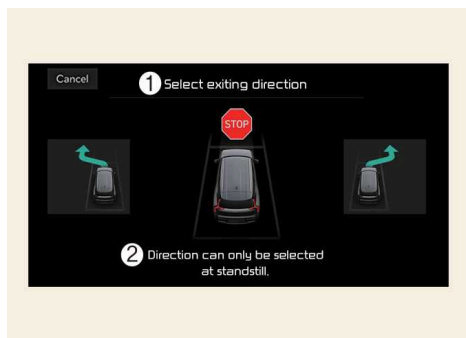 Cancel
1 Select exiting direction
STOP
2 Direction can only be selected
at standstill.